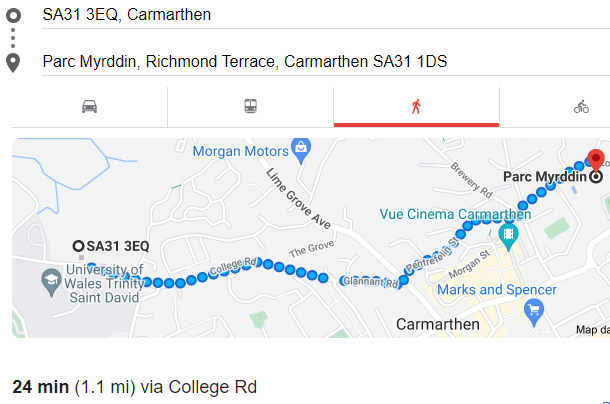 SA31 3EQ, Carmarthen
Parc Myrddin, Richmond Terrace, Carmarthen SA31 1DS
Morgan Motors
Lime Grove Ave
Brewery Rd
Parc Myrddin
Vue Cinema Carmarthen
SA31 3EQ
The Grove
Pentrefelin St
University of
Wales Trinity
Saint David
College Rd
Morgan St
Glannant Rd
Marks and Spencer
Carmarthen
Map da
24 min (1.1 mi) via College Rd